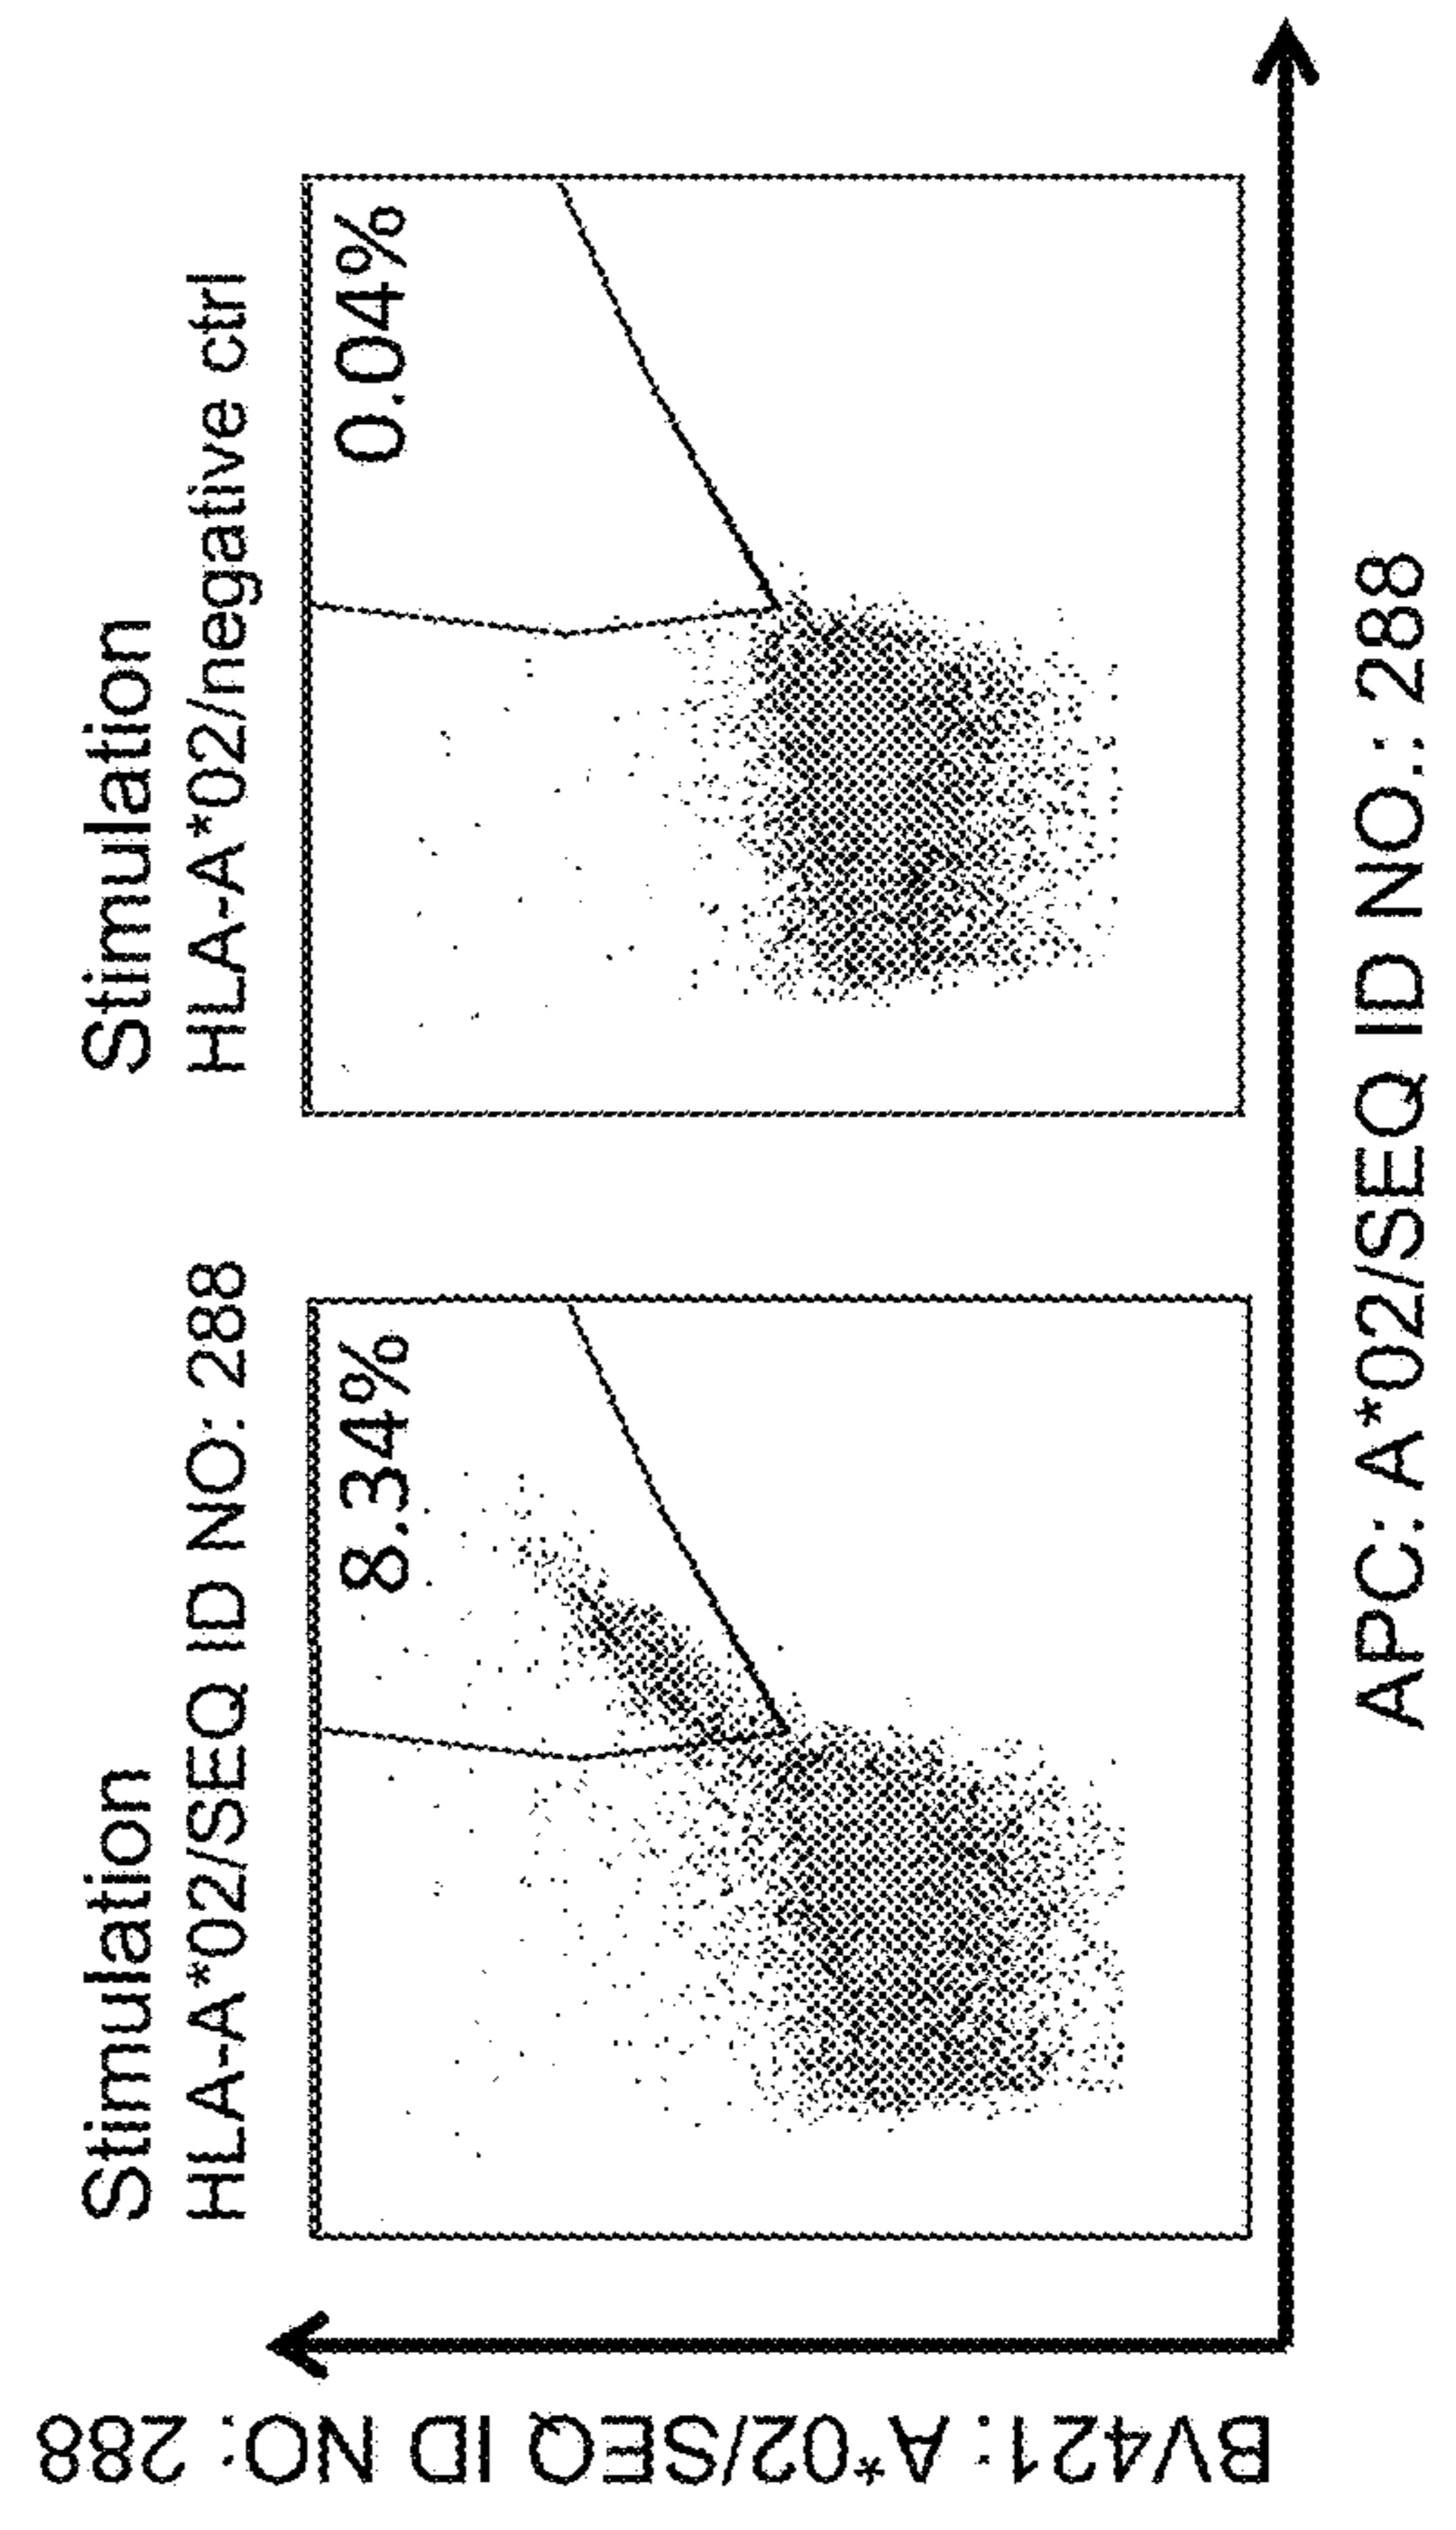 Stimulation
HLA-A*02/SEQ ID NO: 288
Stimulation
HLA-A*02/negative ctrl
8.34%
0.04%
BV421: A*02/SEQ ID NO: 288
APC: A*02/SEQ ID NO.: 288